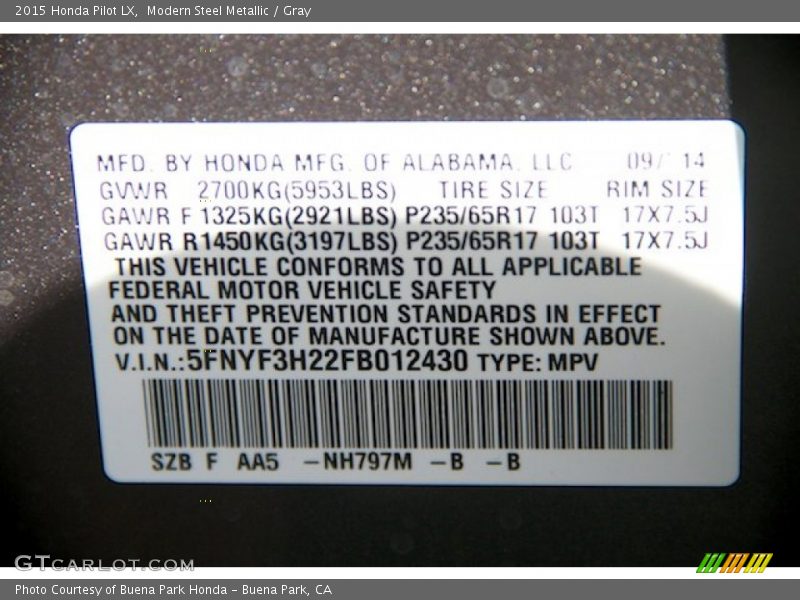 2015 Honda Pilot LX,  Modern Steel Metallic / Gray
MFD. BY HONDA MFG. OF ALABAMA. LLC 09/14
GVWR 2700KG(5953LBS) TIRE SIZE RIM SIZE
GAWR F 1325KG(2921LBS) P235/65R17 103T 17X7.5J
GAWR R1450KG(3197LBS) P235/65R17 103T 17X7.5J
THIS VEHICLE CONFORMS TO ALL APPLICABLE
FEDERAL MOTOR VEHICLE SAFETY
AND THEFT PREVENTION STANDARDS IN EFFECT
ON THE DATE OF MANUFACTURE SHOWN ABOVE.
V.I.N.:5FNYF3H22FB012430 TYPE: MPV
SZB F AA5 –NH797M –B –B
GTCARLOT.COM
Photo Courtesy of Buena Park Honda – Buena Park, CA